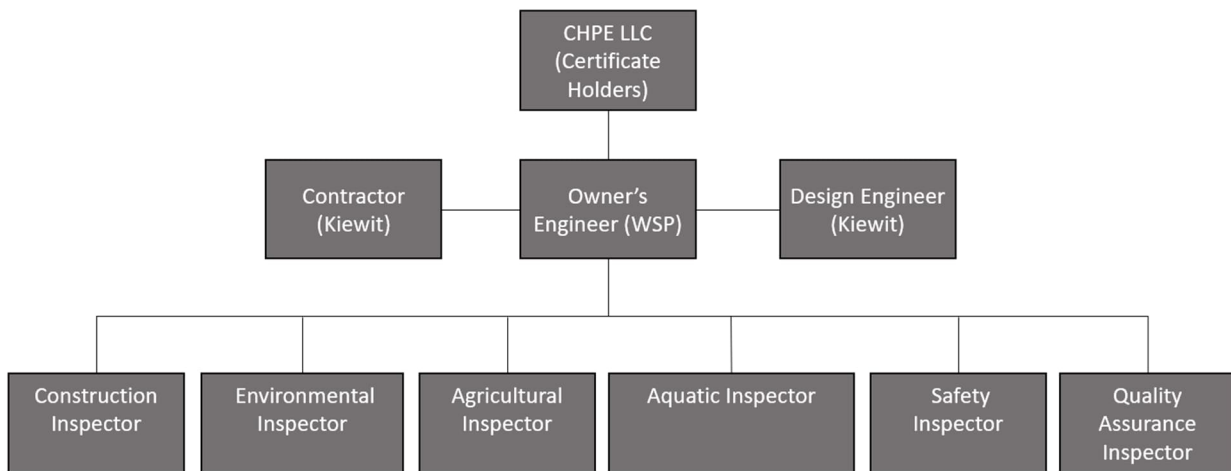 CHPE LLC
(Certificate
Holders)
Contractor
(Kiewit)
Owner’s
Engineer (WSP)
Design Engineer
(Kiewit)
Construction
Inspector
Environmental
Inspector
Agricultural
Inspector
Aquatic Inspector
Safety
Inspector
Quality
Assurance
Inspector